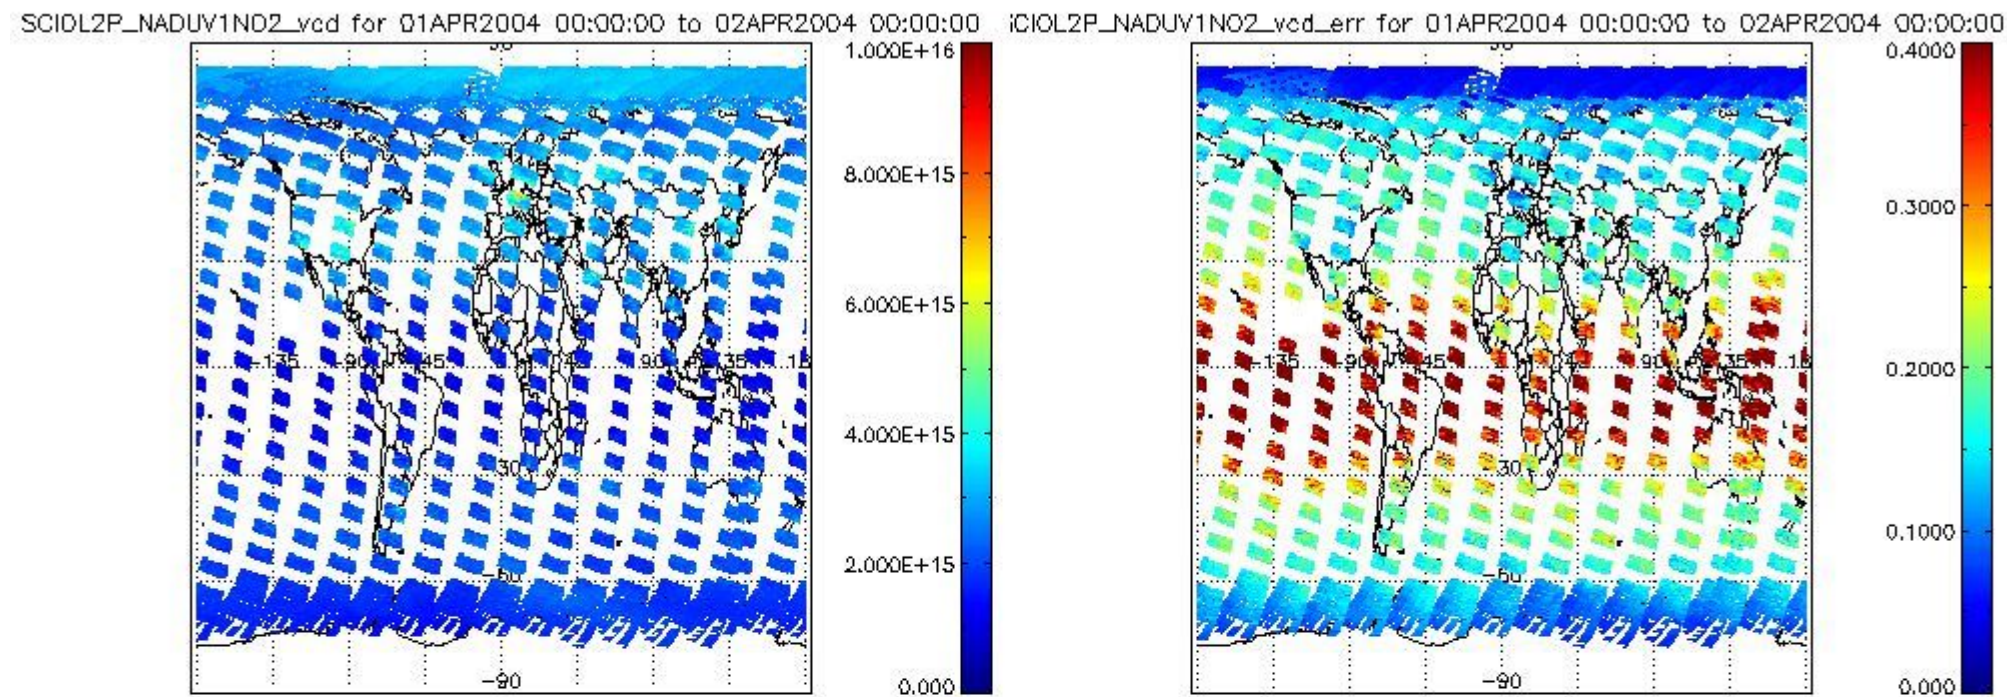 SCIOL2P_NADUV1NO2_vcd for 01APR2004 00:00:00 to 02APR2004 00:00:00
1.000E+16
8.000E+15
6.000E+15
4.000E+15
2.000E+15
0.000
-135 -90 -45 45 90 135
-30
-60
-90
iCIOL2P_NADUV1NO2_vcd_err for 01APR2004 00:00:00 to 02APR2004 00:00:00
0.4000
0.3000
0.2000
0.1000
0.000
-135 -90 -45 90 135
-30
-60
-90